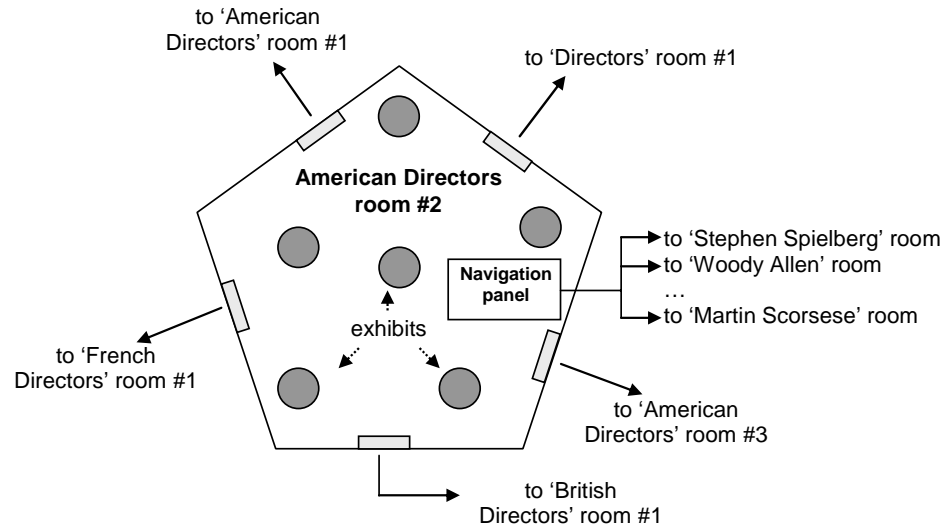 to ‘American
Directors’ room #1
to ‘Directors’ room #1
American Directors
room #2
to ‘Stephen Spielberg’ room
to ‘Woody Allen’ room
…
to ‘Martin Scorsese’ room
Navigation
panel
exhibits
to ‘French
Directors’ room #1
to ‘American
Directors’ room #3
to ‘British
Directors’ room #1